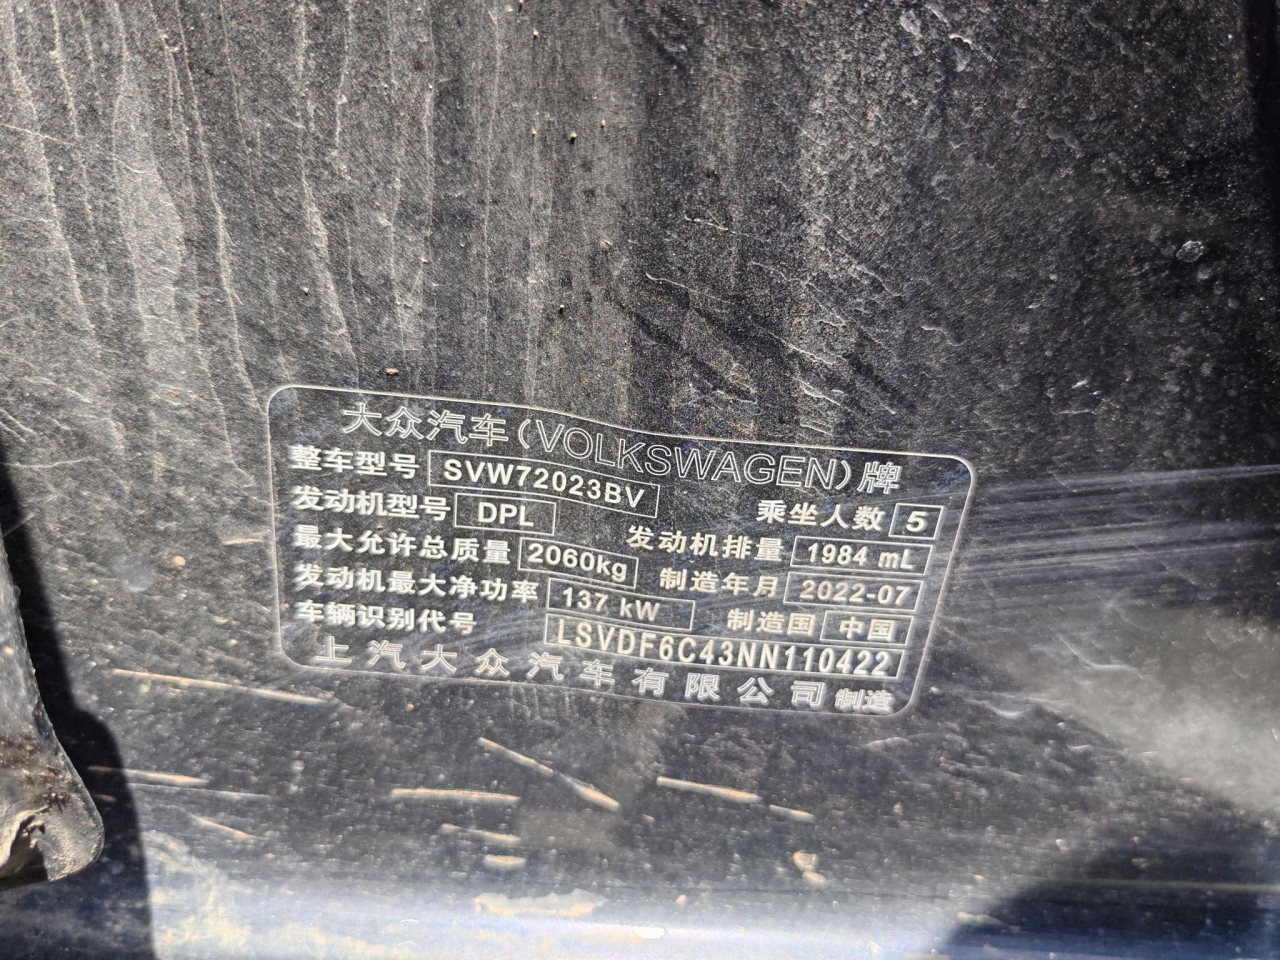 大众汽车(VOLKSWAGEN)牌
整车型号 SVW72023BV
乘坐人数 5
发动机型号 DPL
发动机排量 1984 mL
最大允许总质量 2060kg
制造年月 2022-07
发动机最大净功率 137 kW
制造国 中国
车辆识别代号 LSVDF6C43NN110422
上汽大众汽车有限公司 制造